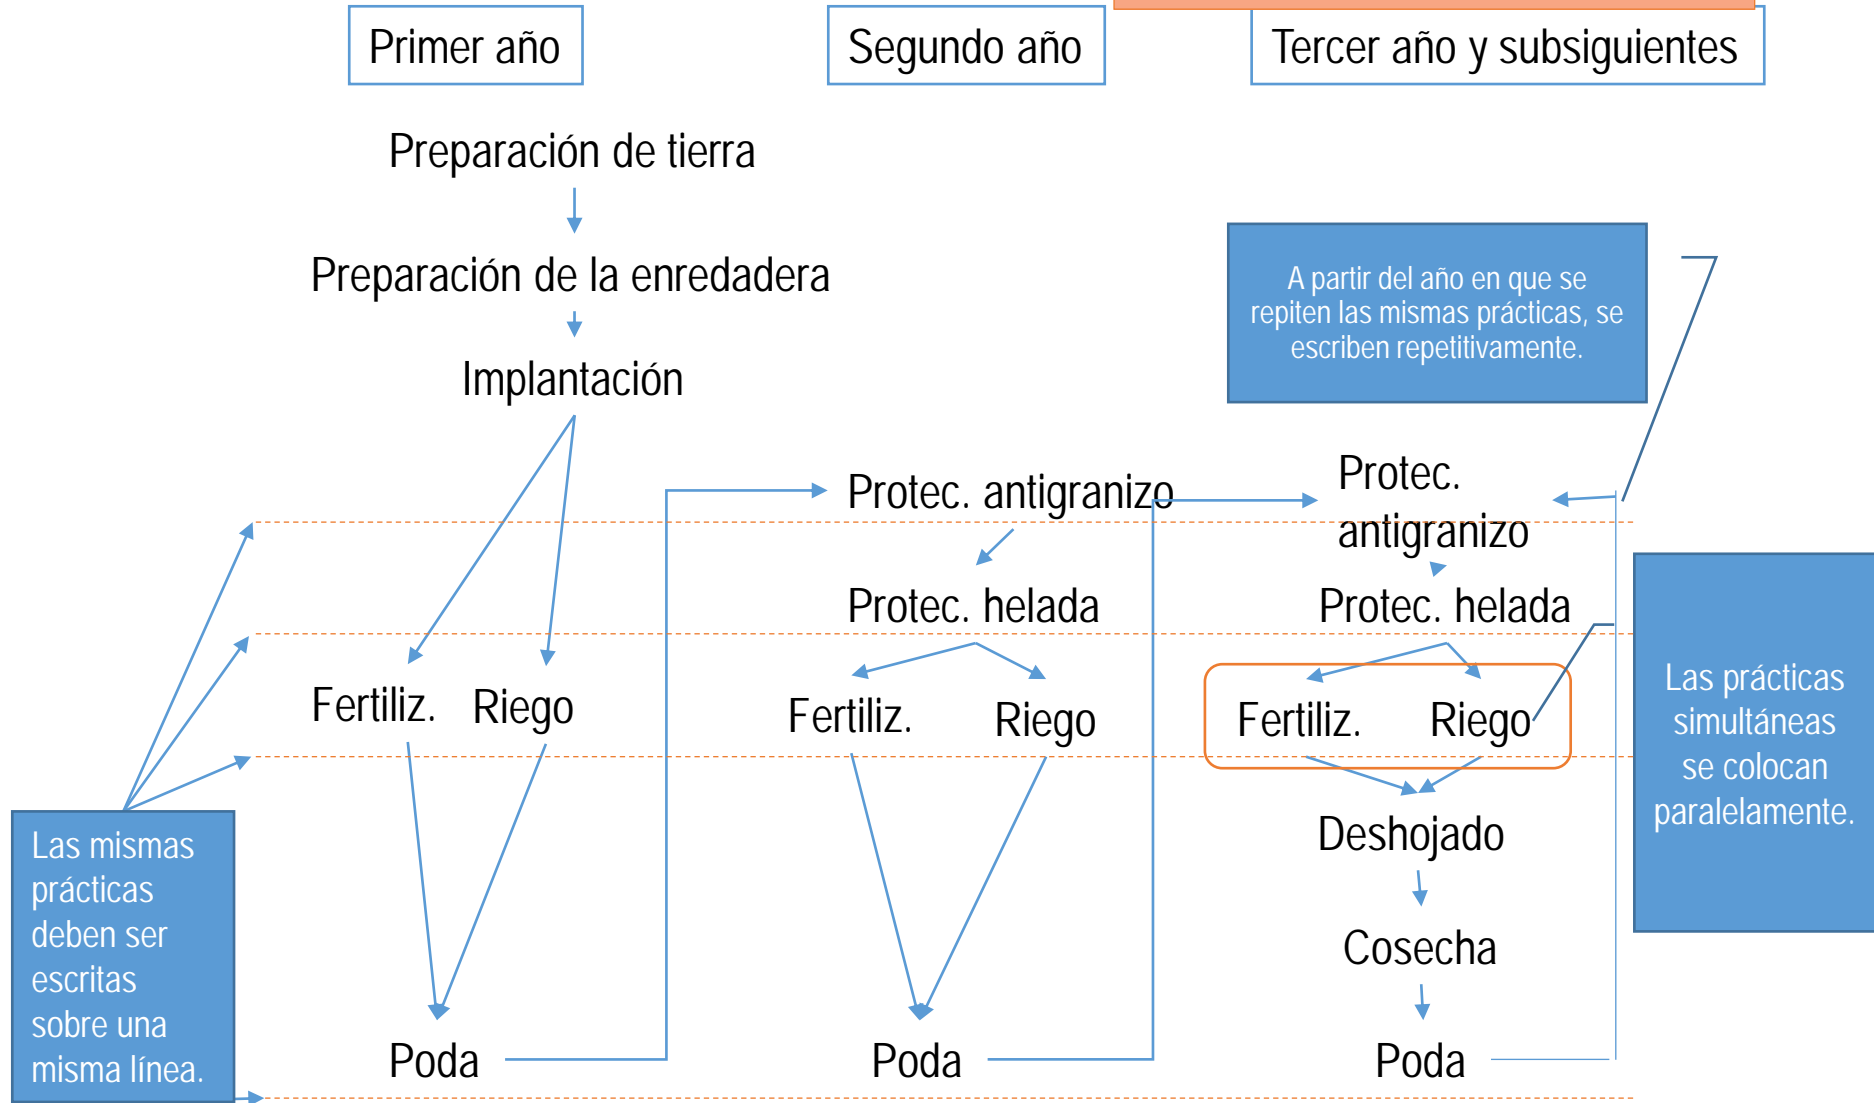 Primer año
Segundo año
Tercer año y subsiguientes
Preparación de tierra
Preparación de la enredadera
A partir del año en que se
repiten las mismas prácticas, se
escriben repetitivamente.
Implantación
Protec. antigranizo
Protec.
antigranizo
Protec. helada
Protec. helada
Fertiliz.
Riego
Fertiliz.
Riego
Fertiliz.
Riego
Las prácticas
simultáneas
se colocan
paralelamente.
Deshojado
Las mismas
prácticas
deben ser
escritas
sobre una
misma línea.
Cosecha
Poda
Poda
Poda